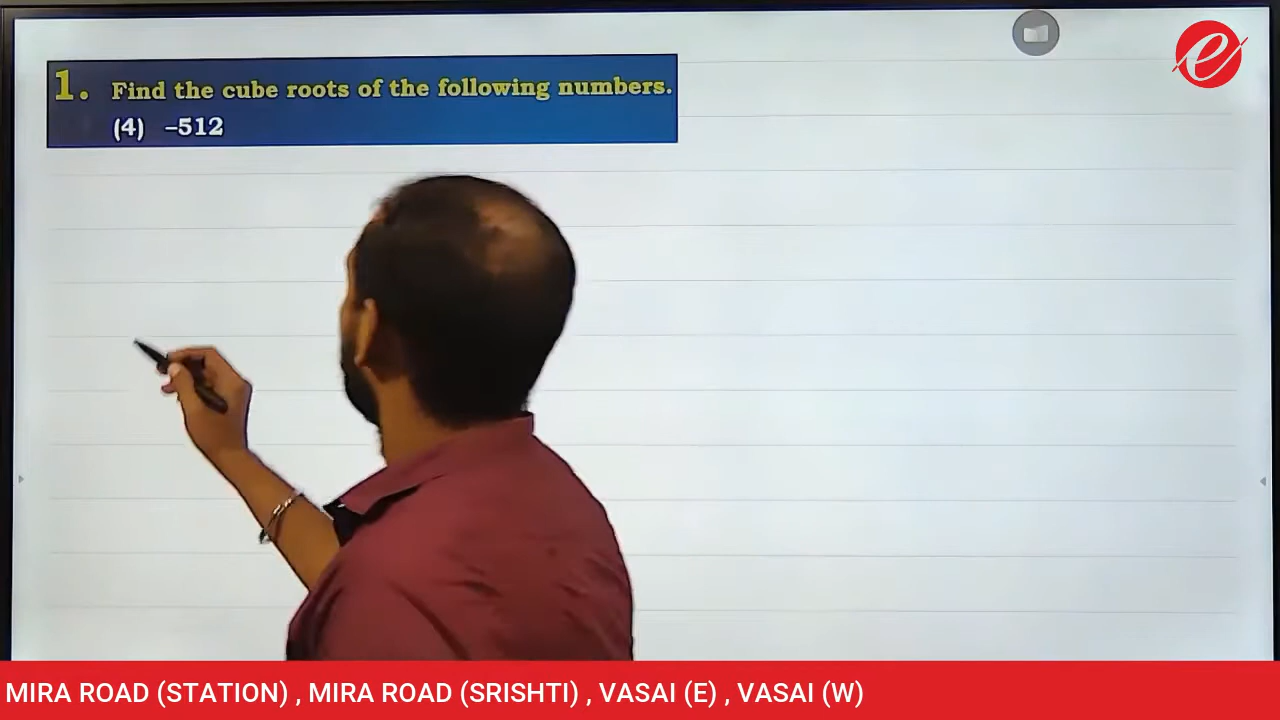 1. Find the cube roots of the following numbers.
(4) –512
MIRA ROAD (STATION) , MIRA ROAD (SRISHTI) , VASAI (E) , VASAI (W)